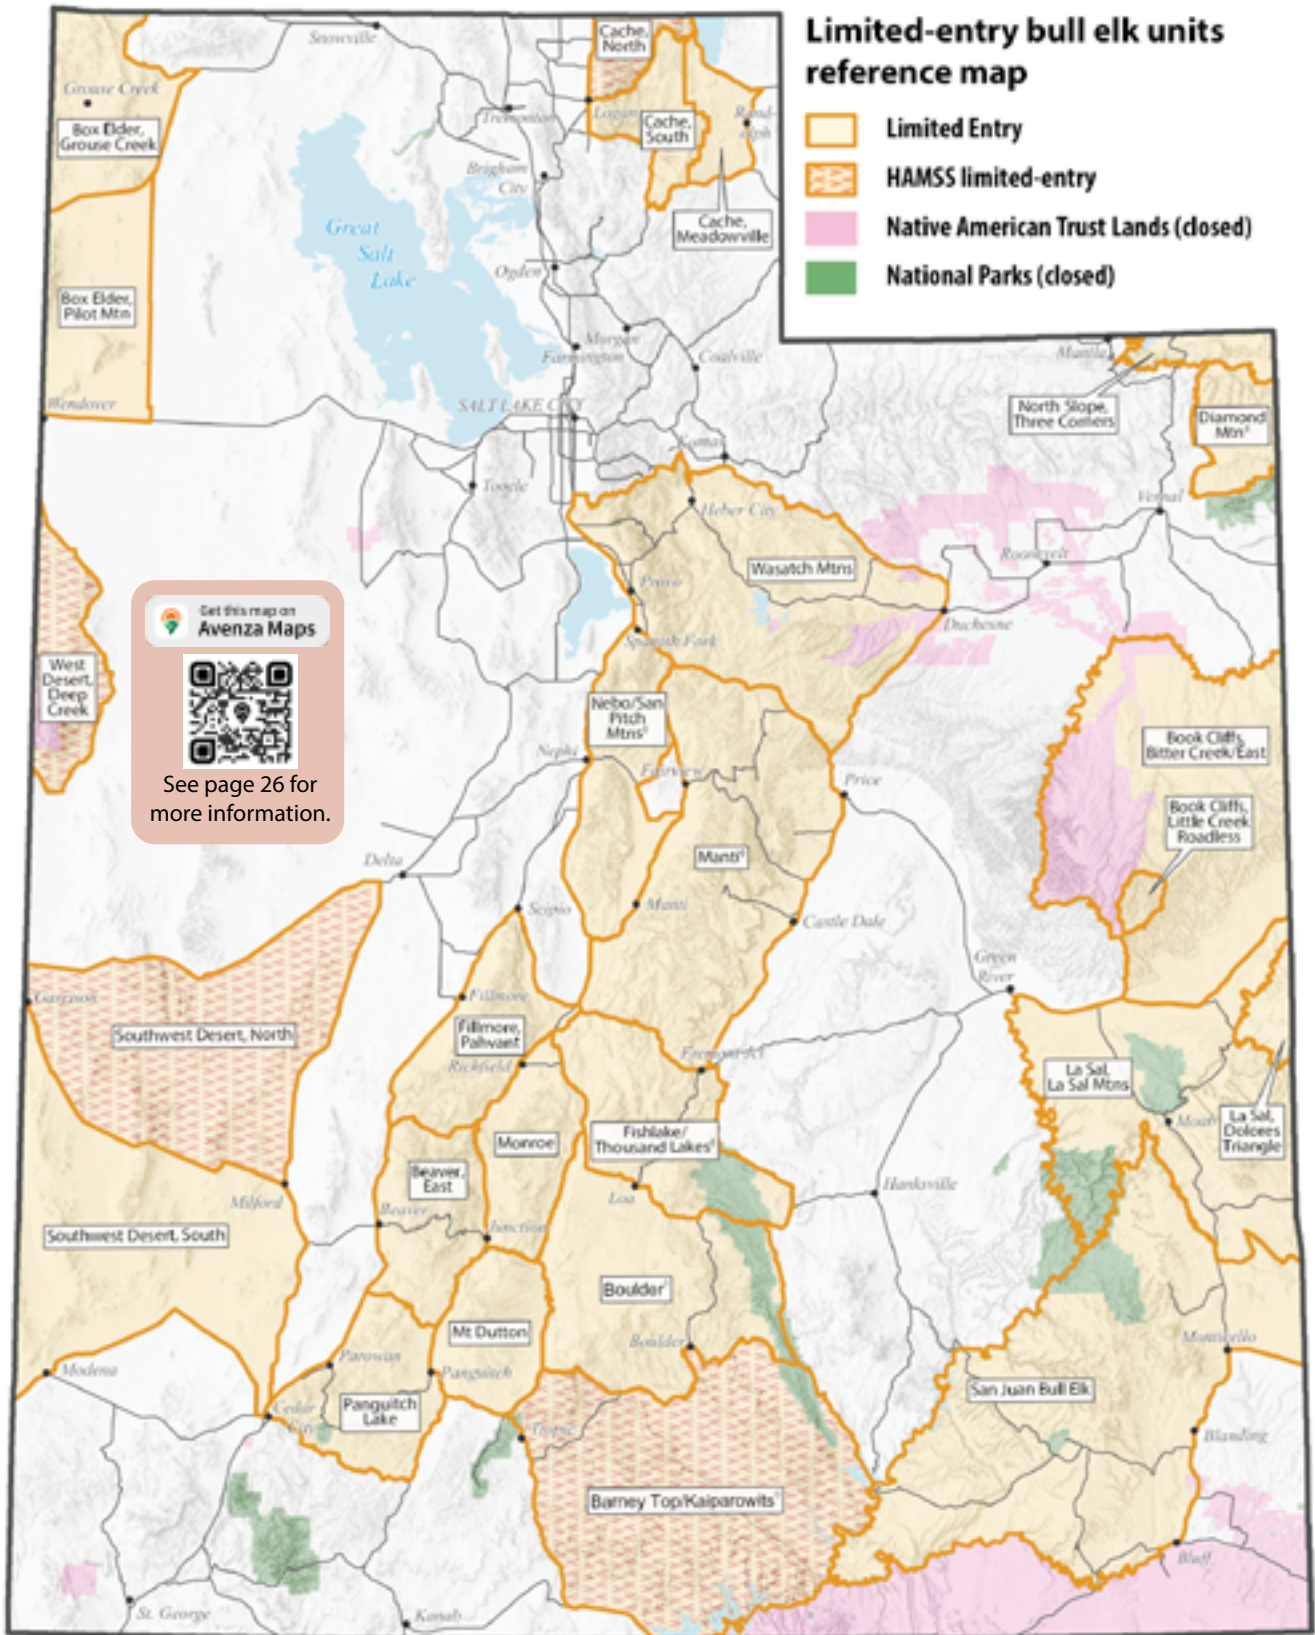 Limited-entry bull elk units
reference map
Limited Entry
HAMSS limited-entry
Native American Trust Lands (closed)
National Parks (closed)
Snowville
Cache,
North
Grouse Creek
Box Elder,
Grouse Creek
Tremonton
Logan
Cache,
South
Rand-
olph
Brigham
City
Cache,
Meadowville
Great
Salt
Lake
Ogden
Box Elder,
Pilot Mtn
Morgan
Farmington
Coalville
Manila
Wendover
SALT LAKE CITY
North Slope,
Three Corners
Diamond
Mtn
Kamas
Tooele
Heber City
Vernal
Roosevelt
Wasatch Mtns
Provo
Duchesne
Spanish Fork
Get this map on
Avenza Maps
See page 26 for
more information.
West
Desert,
Deep
Creek
Nebo/San
Pitch
Mtns
Nephi
Fairview
Price
Book Cliffs,
Bitter Creek/East
Book Cliffs,
Little Creek
Roadless
Delta
Manti
Scipio
Manti
Castle Dale
Green
River
Garrison
Fillmore
Southwest Desert, North
Fillmore,
Pahvant
Richfield
Fremont Jct
La Sal,
La Sal Mtns
Moab
La Sal,
Dolores
Triangle
Monroe
Fishlake/
Thousand Lakes
Beaver,
East
Milford
Loa
Hanksville
Beaver
Junction
Southwest Desert, South
Boulder
Mt Dutton
Boulder
Monticello
Modena
Parowan
Panguitch
San Juan Bull Elk
Panguitch
Lake
Cedar
City
Tropic
Blanding
Barney Top/Kaiparowits
Bluff
St. George
Kanab